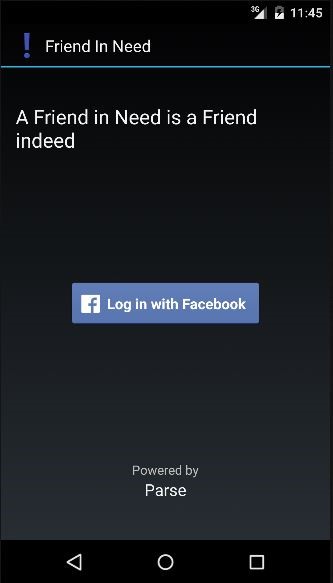 3G 11:45
! Friend In Need
A Friend in Need is a Friend
indeed
f Log in with Facebook
Powered by
Parse